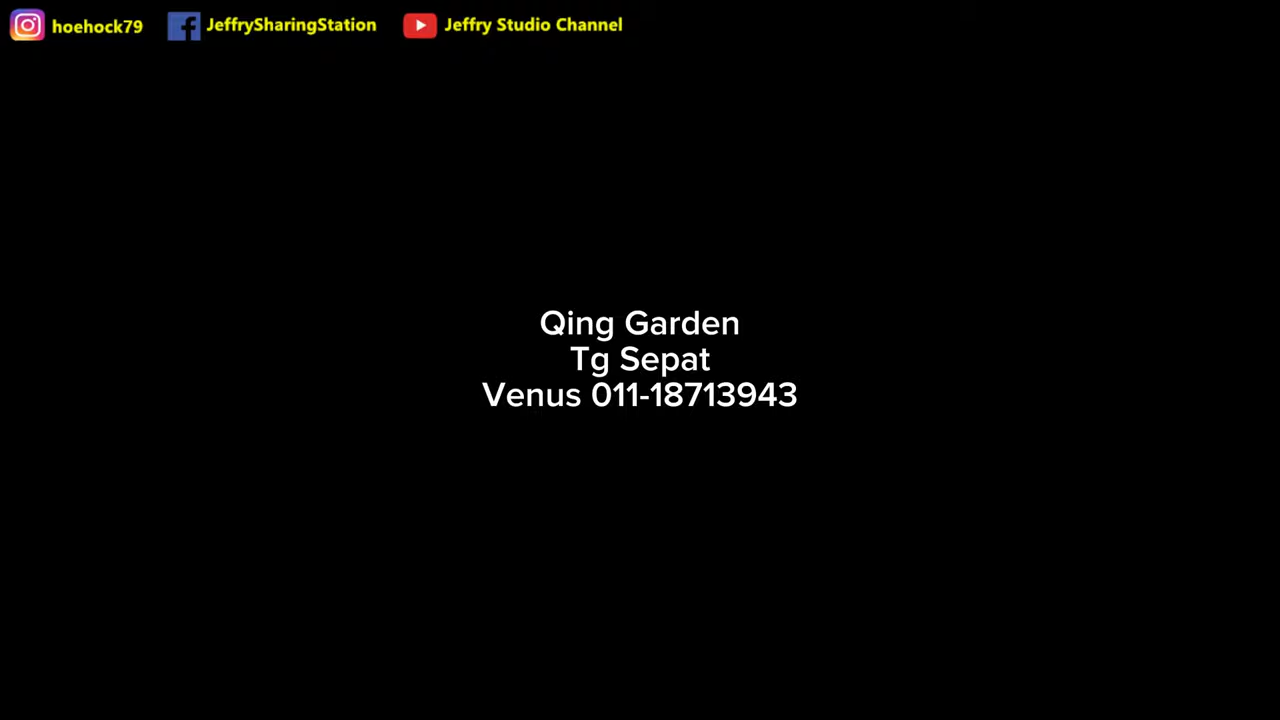 hoehock79 JeffrySharingStation Jeffry Studio Channel
Qing Garden
Tg Sepat
Venus 011-18713943